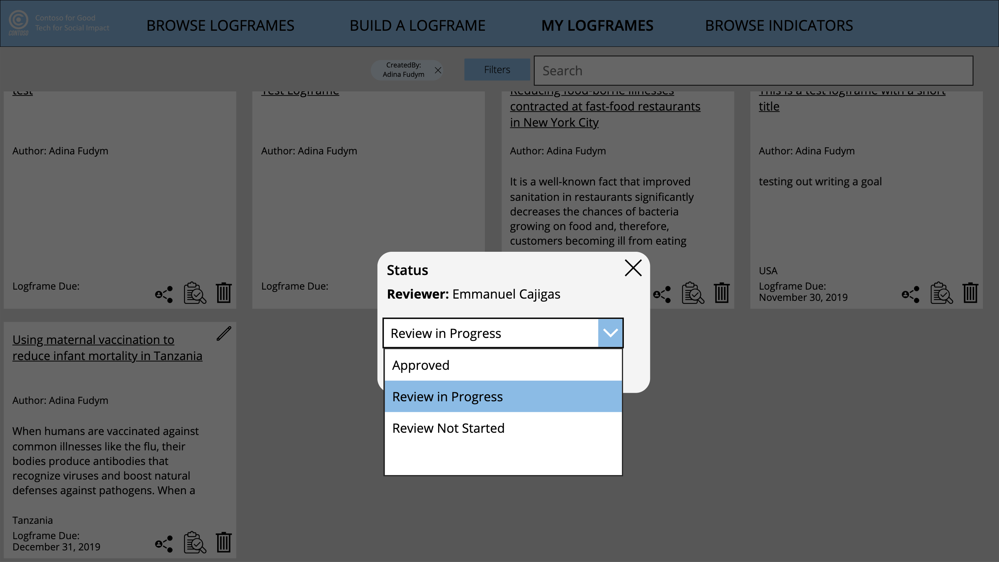 Contoso for Good
Tech for Social Impact
CONTOSO
BROWSE LOGFRAMES
BUILD A LOGFRAME
MY LOGFRAMES
BROWSE INDICATORS
CreatedBy:
Adina Fudym
Filters
Search
test
Author: Adina Fudym
Logframe Due:
Test Logframe
Author: Adina Fudym
Logframe Due:
Reducing food-borne illnesses
contracted at fast-food restaurants
in New York City
Author: Adina Fudym
It is a well-known fact that improved
sanitation in restaurants significantly
decreases the chances of bacteria
growing on food and, therefore,
customers becoming ill from eating
This is a test logframe with a short
title
Author: Adina Fudym
testing out writing a goal
USA
Logframe Due:
November 30, 2019
Using maternal vaccination to
reduce infant mortality in Tanzania
Author: Adina Fudym
When humans are vaccinated against
common illnesses like the flu, their
bodies produce antibodies that
recognize viruses and boost natural
defenses against pathogens. When a
Tanzania
Logframe Due:
December 31, 2019
Status
Reviewer: Emmanuel Cajigas
Review in Progress
Approved
Review in Progress
Review Not Started